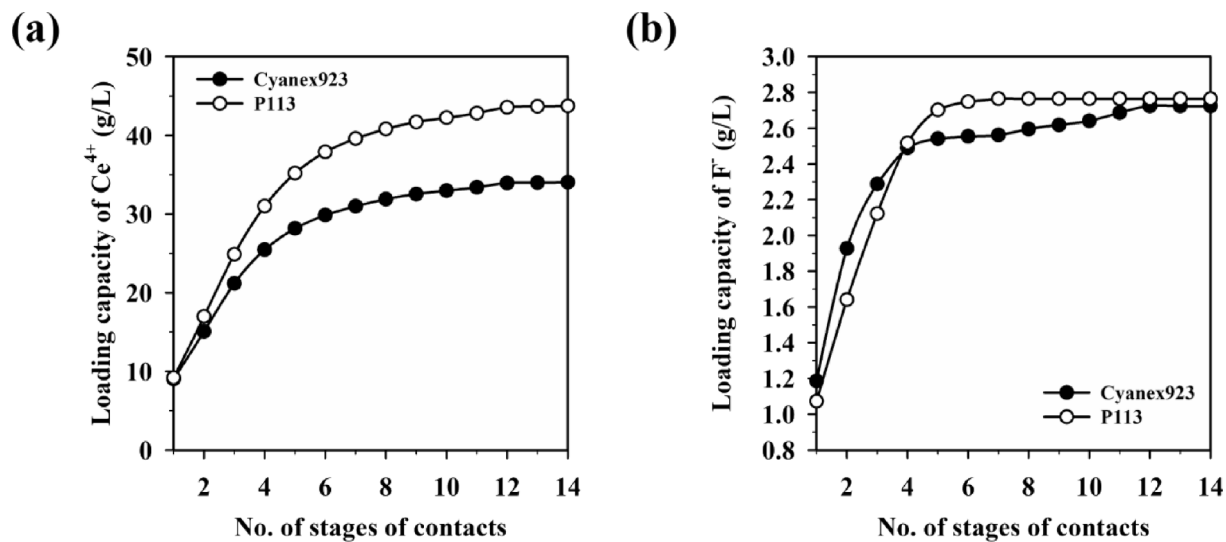 (a)
Loading capacity of Ce⁴⁺ (g/L)
50
40
30
20
10
0
Cyanex923
P113
2 4 6 8 10 12 14
No. of stages of contacts
(b)
Loading capacity of F⁻ (g/L)
3.0
2.8
2.6
2.4
2.2
2.0
1.8
1.6
1.4
1.2
1.0
0.8
Cyanex923
P113
2 4 6 8 10 12 14
No. of stages of contacts